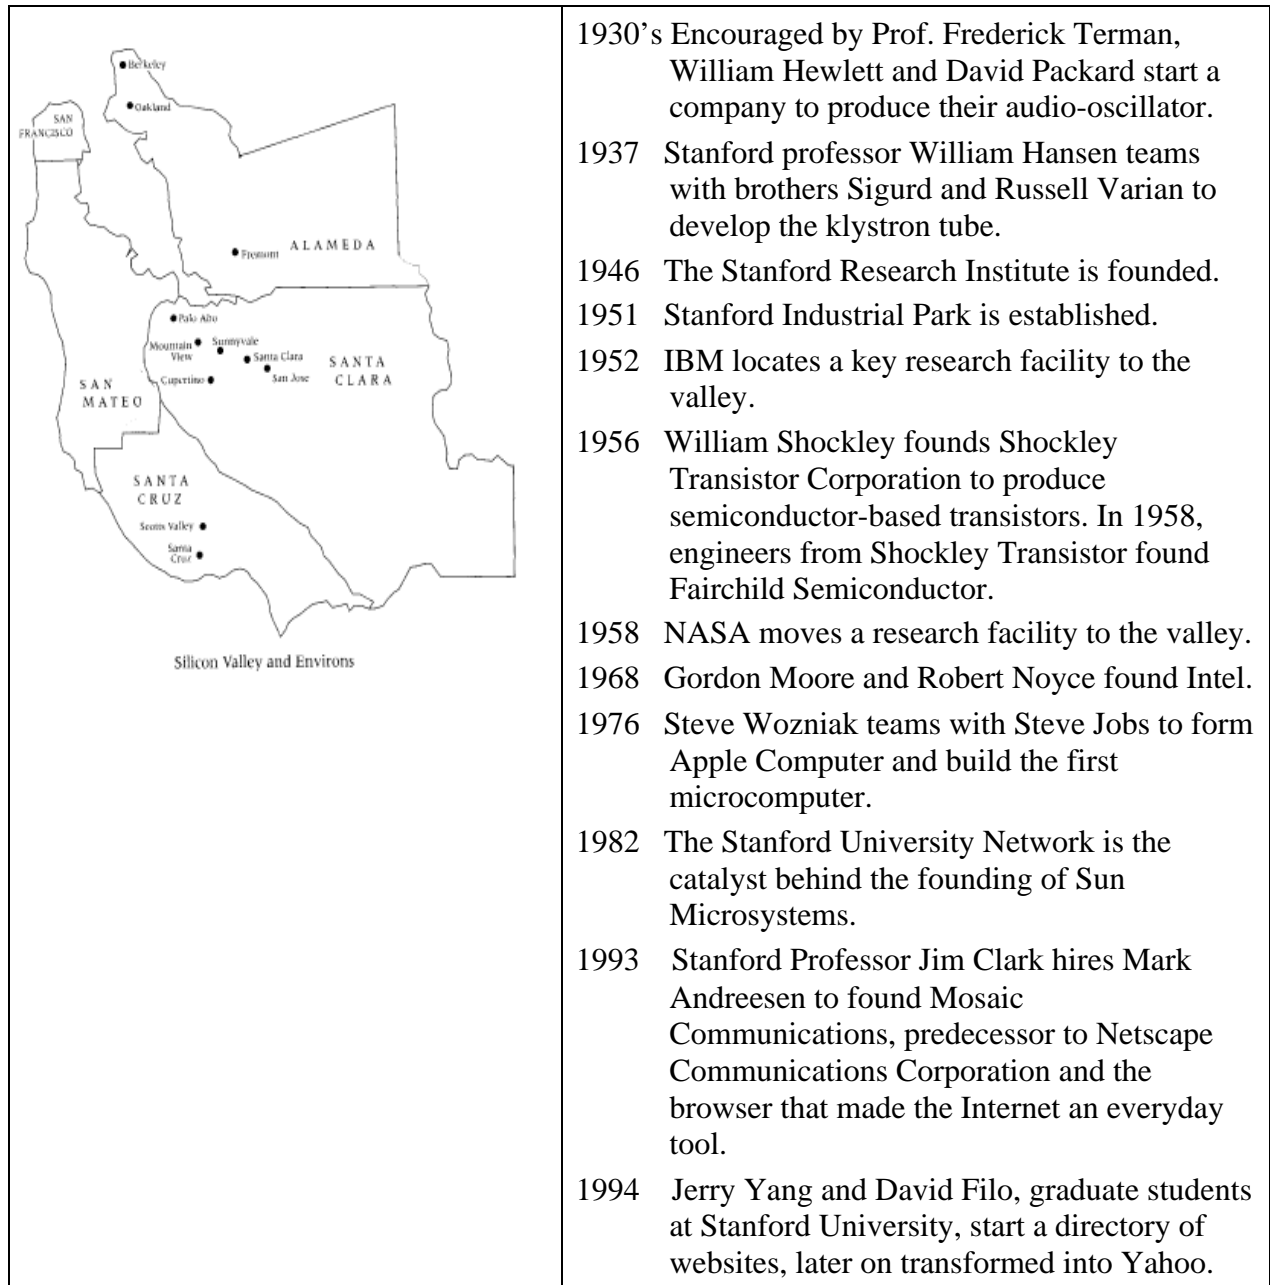 Berkeley
Oakland
SAN
FRANCISCO
Fremont
ALAMEDA
Palo Alto
Mountain
View
Sunnyvale
Santa Clara
San Jose
Cupertino
SANTA
CLARA
SAN
MATEO
SANTA
CRUZ
Scotts Valley
Santa
Cruz
Silicon Valley and Environs
1930’s Encouraged by Prof. Frederick Terman,
William Hewlett and David Packard start a
company to produce their audio-oscillator.
1937 Stanford professor William Hansen teams
with brothers Sigurd and Russell Varian to
develop the klystron tube.
1946 The Stanford Research Institute is founded.
1951 Stanford Industrial Park is established.
1952 IBM locates a key research facility to the
valley.
1956 William Shockley founds Shockley
Transistor Corporation to produce
semiconductor-based transistors. In 1958,
engineers from Shockley Transistor found
Fairchild Semiconductor.
1958 NASA moves a research facility to the valley.
1968 Gordon Moore and Robert Noyce found Intel.
1976 Steve Wozniak teams with Steve Jobs to form
Apple Computer and build the first
microcomputer.
1982 The Stanford University Network is the
catalyst behind the founding of Sun
Microsystems.
1993 Stanford Professor Jim Clark hires Mark
Andreesen to found Mosaic
Communications, predecessor to Netscape
Communications Corporation and the
browser that made the Internet an everyday
tool.
1994 Jerry Yang and David Filo, graduate students
at Stanford University, start a directory of
websites, later on transformed into Yahoo.